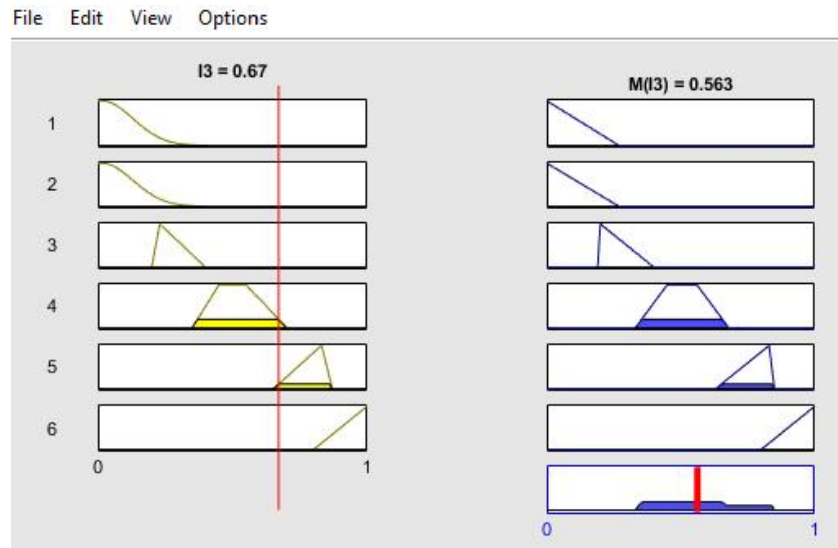 File Edit View Options
I3 = 0.67
M(I3) = 0.563
1
2
3
4
5
6
0 1
0 1